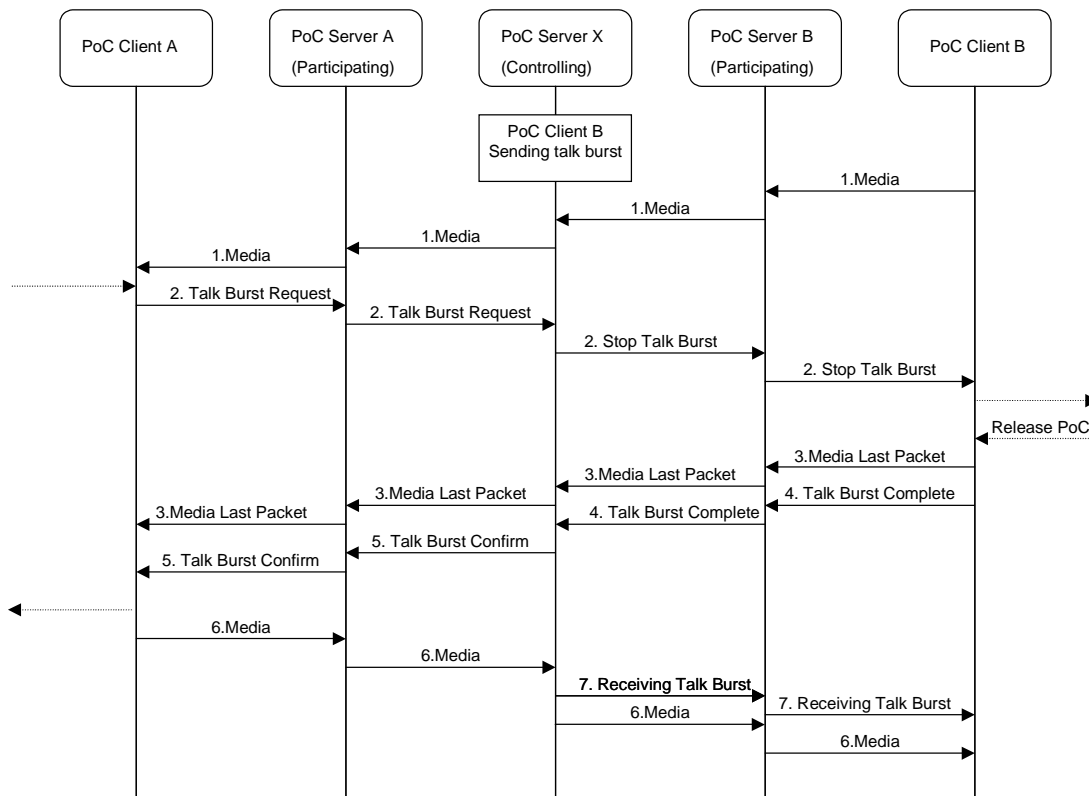 PoC Client A
PoC Server A
(Participating)
PoC Server X
(Controlling)
PoC Server B
(Participating)
PoC Client B
PoC Client B
Sending talk burst
1.Media
1.Media
1.Media
1.Media
2. Talk Burst Request
2. Talk Burst Request
2. Stop Talk Burst
2. Stop Talk Burst
Release PoC
3.Media Last Packet
3.Media Last Packet
3.Media Last Packet
4. Talk Burst Complete
3.Media Last Packet
4. Talk Burst Complete
5. Talk Burst Confirm
5. Talk Burst Confirm
6.Media
6.Media
7. Receiving Talk Burst
7. Receiving Talk Burst
6.Media
6.Media